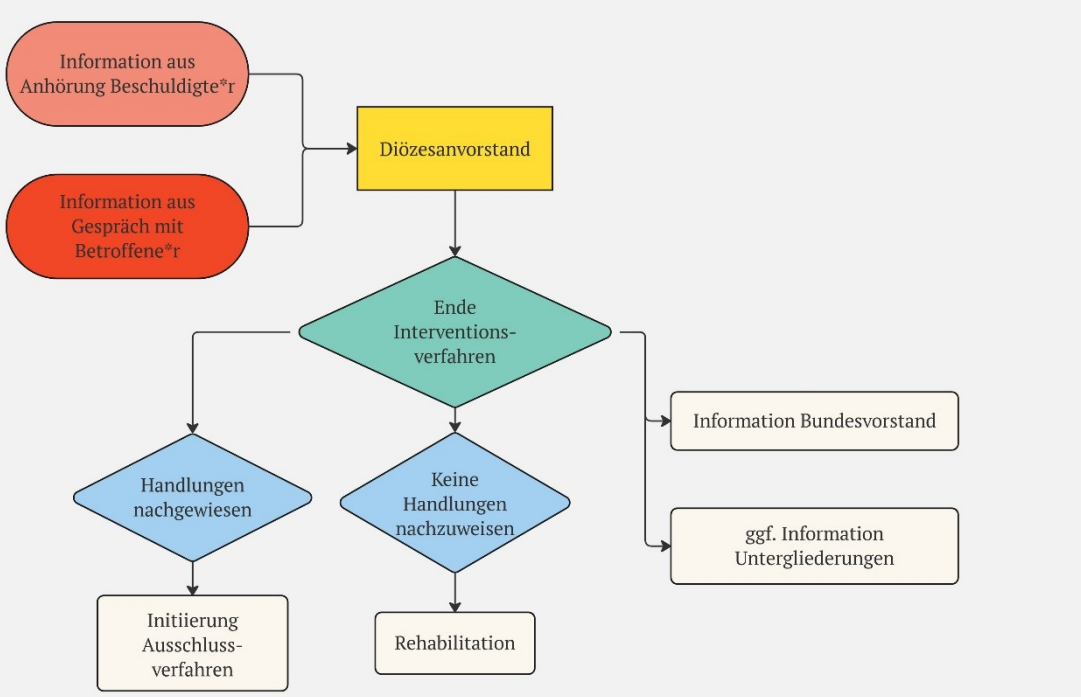 Information aus
Anhörung Beschuldigte*r
Diözesanvorstand
Information aus
Gespräch mit
Betroffene*r
Ende
Interventions-
verfahren
Information Bundesvorstand
Handlungen
nachgewiesen
Keine
Handlungen
nachzuweisen
ggf. Information
Untergliederungen
Initiierung
Ausschluss-
verfahren
Rehabilitation